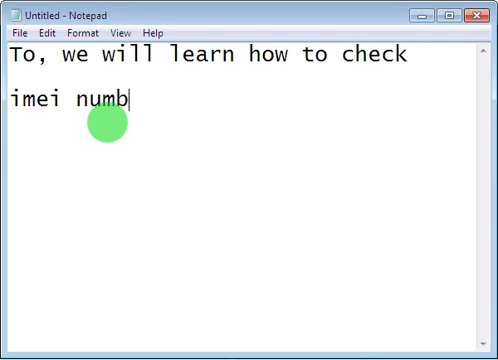 Untitled - Notepad
File Edit Format View Help
To, we will learn how to check
imei numb